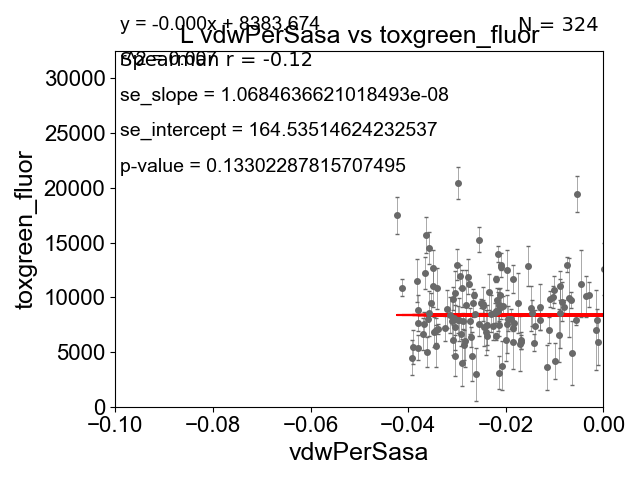 y = -0.000x + 8383.674
N = 324
L vdwPerSasa vs toxgreen_fluor
r^2 = 0.007
Spearman r = -0.12
se_slope = 1.0684636621018493e-08
se_intercept = 164.53514624232537
p-value = 0.13302287815707495
toxgreen_fluor
30000
25000
20000
15000
10000
5000
0
−0.10
−0.08
−0.06
−0.04
−0.02
0.00
vdwPerSasa